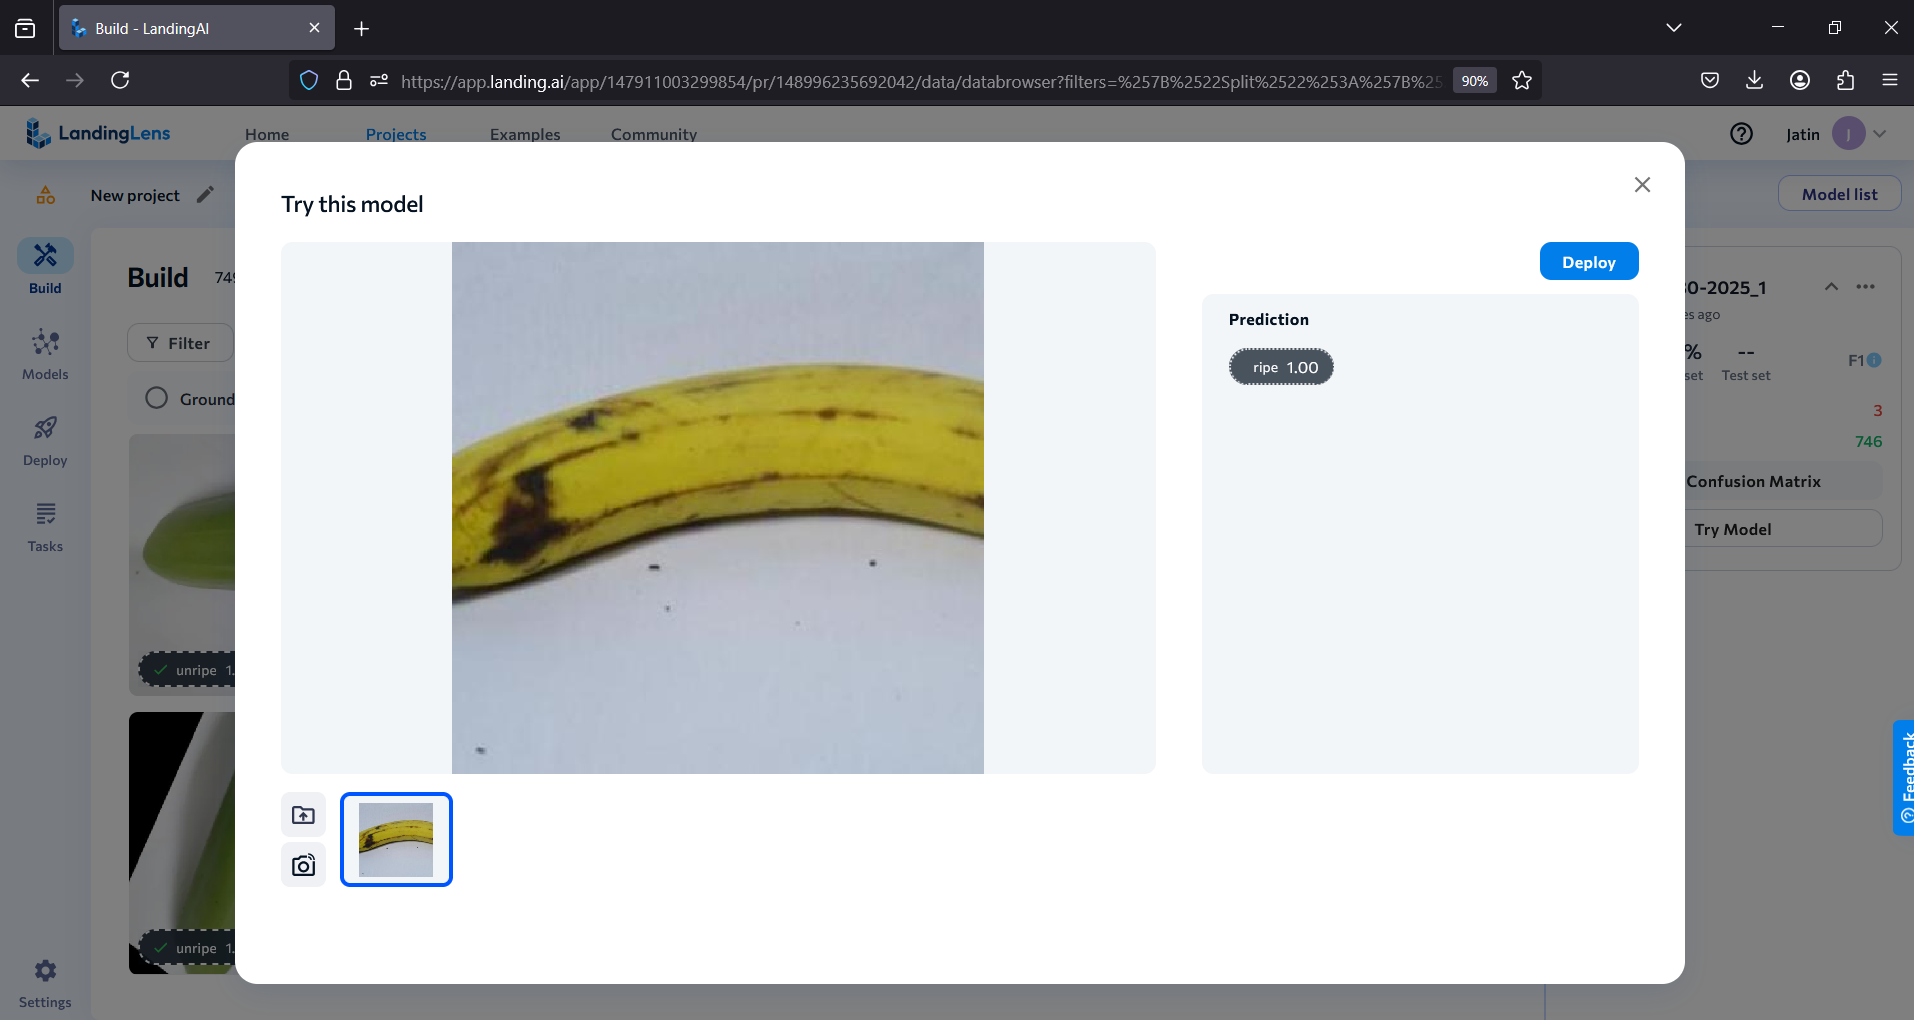 Build - LandingAI
https://app.landing.ai/app/147911003299854/pr/148996235692042/data/databrowser?filters=%257B%2522Split%2522%253A%257B%25
90%
LandingLens
Home
Projects
Examples
Community
Jatin
J
New project
Model list
Try this model
Build
Models
Deploy
Tasks
Settings
Build
749
Filter
Ground
unripe 1.
unripe 1.
Deploy
Prediction
ripe 1.00
0-2025_1
es ago
%
--
F1
set
Test set
3
746
Confusion Matrix
Try Model
Feedback